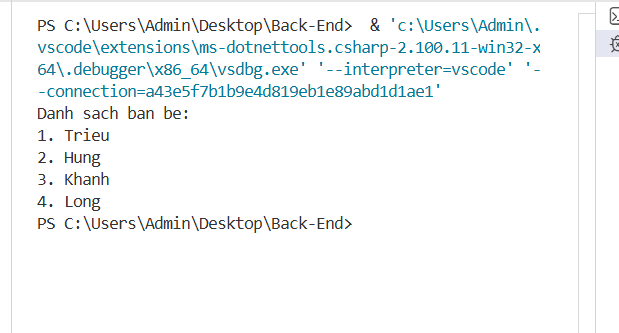 PS C:\Users\Admin\Desktop\Back-End>  & 'c:\Users\Admin\.
vscode\extensions\ms-dotnettools.csharp-2.100.11-win32-x
64\.debugger\x86_64\vsdbg.exe' '--interpreter=vscode' '-
-connection=a43e5f7b1b9e4d819eb1e89abd1d1ae1'
Danh sach ban be:
1. Trieu
2. Hung
3. Khanh
4. Long
PS C:\Users\Admin\Desktop\Back-End>